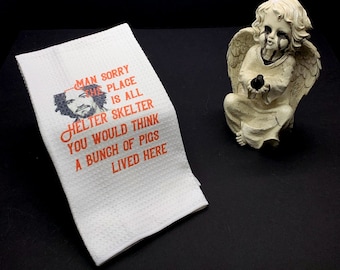 Man sorry
the place
is all
Helter Skelter
you would think
a bunch of pigs
lived here